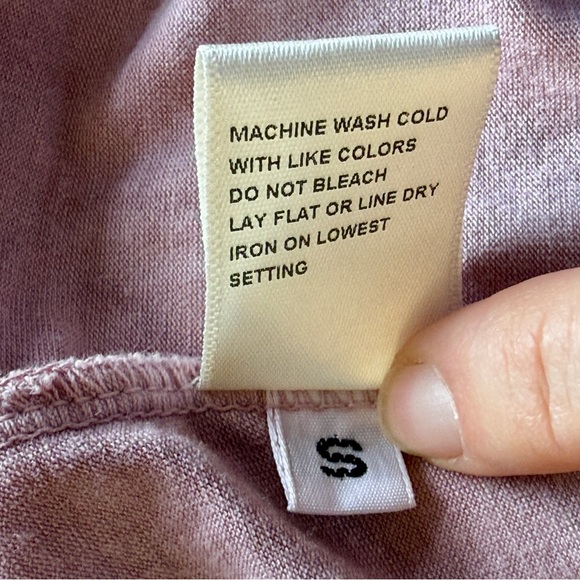 MACHINE WASH COLD
WITH LIKE COLORS
DO NOT BLEACH
LAY FLAT OR LINE DRY
IRON ON LOWEST
SETTING
S